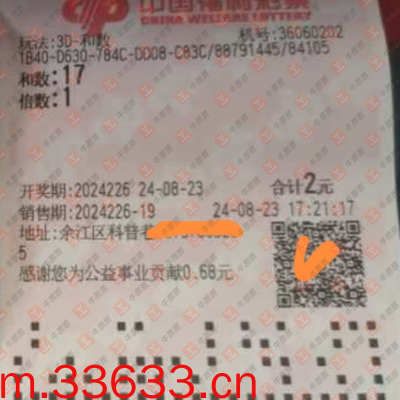 中国福利彩票
CHINA WELFARE LOTTERY
玩法:3D-和数 机号:36060202
1B40-D630-784C-DD08-C83C/88791445/84105
和数:17
倍数:1
开奖期:2024226 24-08-23 合计2元
销售期:2024226-19 24-08-23 17:21:17
地址:余江区科普
5
感谢您为公益事业贡献0.68元
m.33633.cn